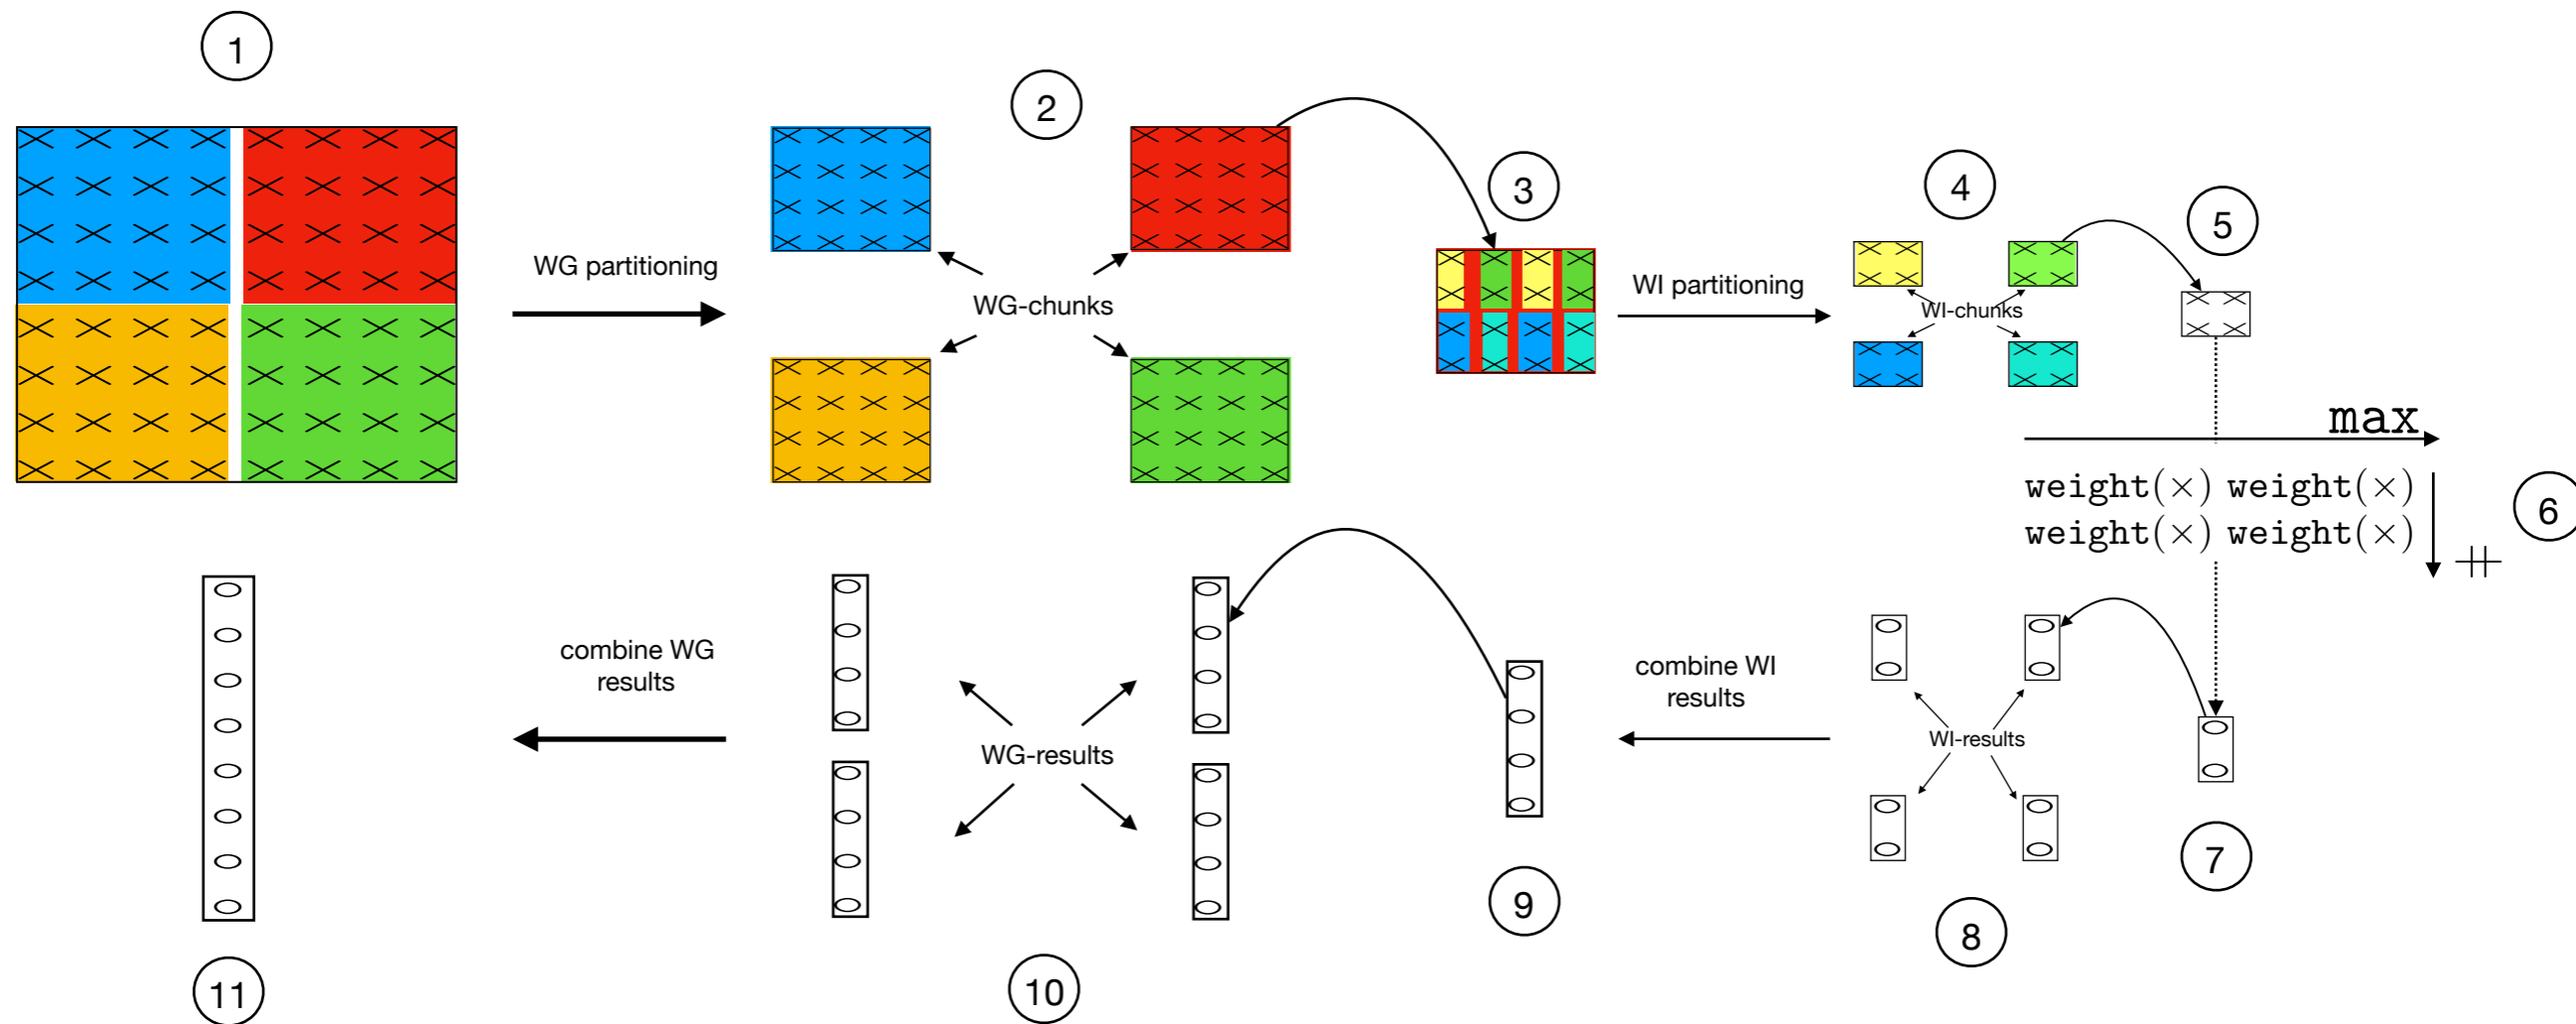 1
2
3
4
5
WG partitioning
WG-chunks
WI partitioning
WI-chunks
max
weight(×) weight(×)
weight(×) weight(×)
⧺
6
7
WI-results
8
combine WI
results
9
WG-results
10
combine WG
results
11